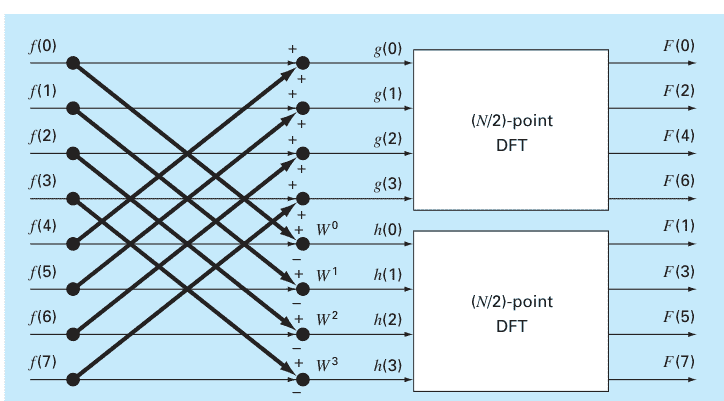 f(0) + g(0) F(0)
+
f(1) + g(1) F(2)
+
f(2) + g(2) (N/2)-point F(4)
DFT
+
f(3) + g(3) F(6)
+
f(4) + W⁰ h(0) F(1)
−
f(5) + W¹ h(1) F(3)
−
f(6) + W² h(2) (N/2)-point F(5)
DFT
−
f(7) + W³ h(3) F(7)
−